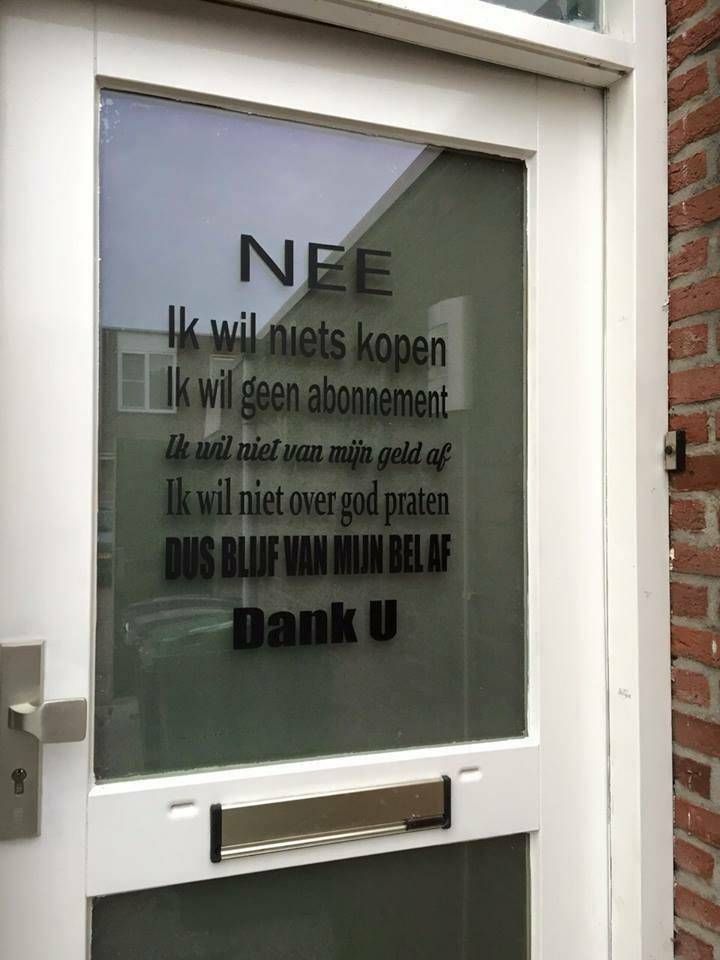 NEE
Ik wil niets kopen
Ik wil geen abonnement
Ik wil niet van mijn geld af
Ik wil niet over god praten
DUS BLIJF VAN MIJN BEL AF
Dank U